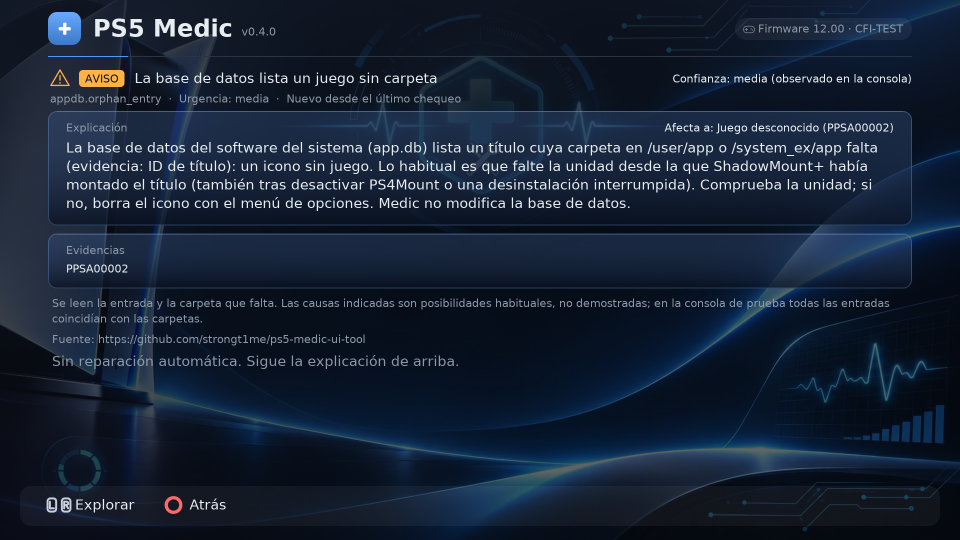 PS5 Medic v0.4.0
Firmware 12.00 · CFI-TEST
AVISO La base de datos lista un juego sin carpeta
Confianza: media (observado en la consola)
appdb.orphan_entry · Urgencia: media · Nuevo desde el último chequeo
Explicación
Afecta a: Juego desconocido (PPSA00002)
La base de datos del software del sistema (app.db) lista un título cuya carpeta en /user/app o /system_ex/app falta
(evidencia: ID de título): un icono sin juego. Lo habitual es que falte la unidad desde la que ShadowMount+ había
montado el título (también tras desactivar PS4Mount o una desinstalación interrumpida). Comprueba la unidad; si
no, borra el icono con el menú de opciones. Medic no modifica la base de datos.
Evidencias
PPSA00002
Se leen la entrada y la carpeta que falta. Las causas indicadas son posibilidades habituales, no demostradas; en la consola de prueba todas las entradas
coincidían con las carpetas.
Fuente: https://github.com/strongt1me/ps5-medic-ui-tool
Sin reparación automática. Sigue la explicación de arriba.
L R Explorar
Atrás